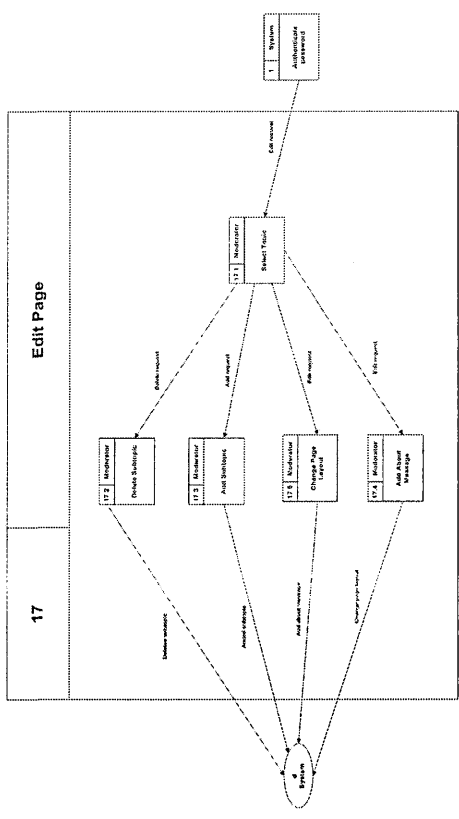 17
Edit Page
1 System
Authenticate
password
Edit request
17.1 Moderator
Select Topic
Delete request
Add request
Edit request
Edit request
17.2 Moderator
Delete Subtopic
17.3 Moderator
Add Subtopic
17.5 Moderator
Change Page
Layout
17.4 Moderator
Add About
Message
Delete subtopic
Added subtopic
Add about message
Change page layout
d
System